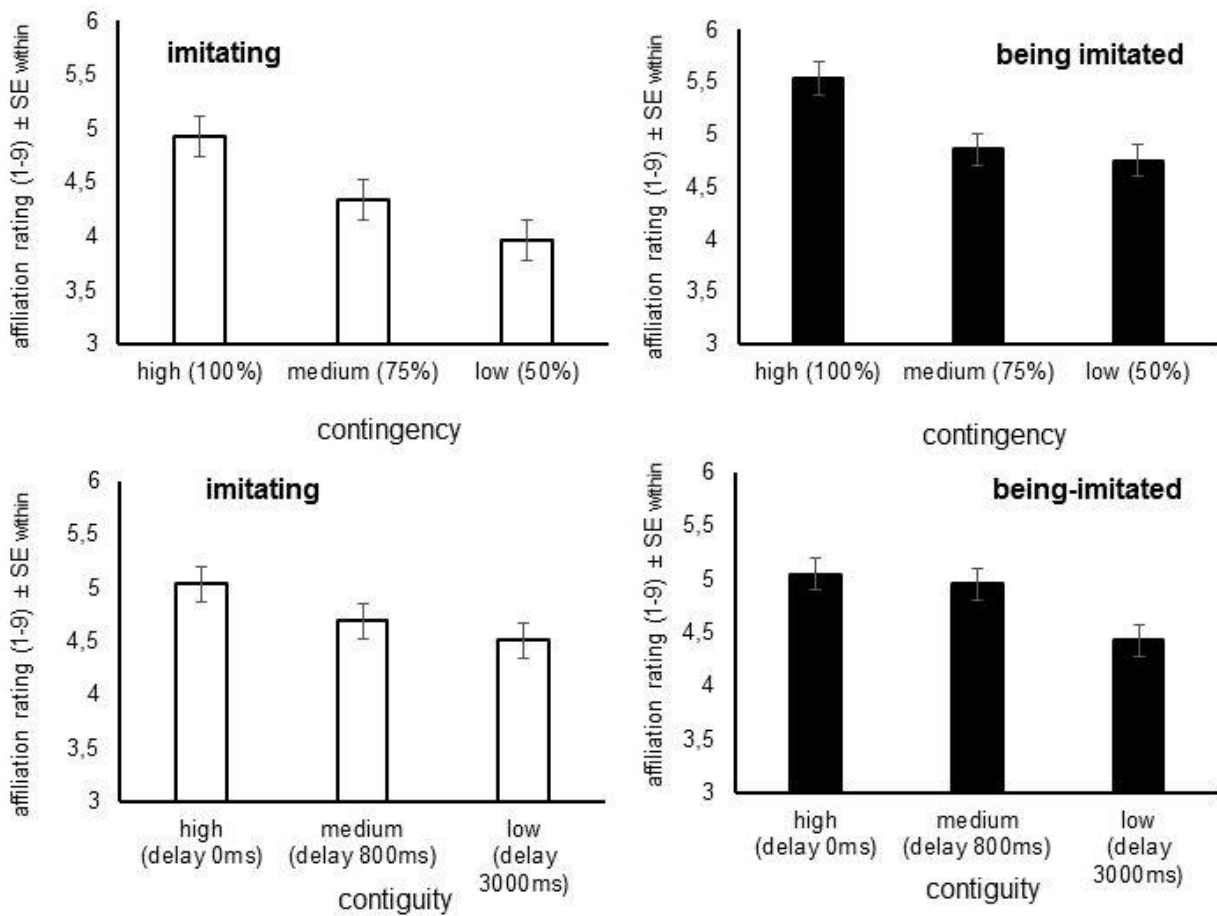 imitating
affiliation rating (1-9) ± SE within
6
5,5
5
4,5
4
3,5
3
high (100%) medium (75%) low (50%)
contingency
being imitated
affiliation rating (1-9) ± SE within
6
5,5
5
4,5
4
3,5
3
high (100%) medium (75%) low (50%)
contingency
imitating
affiliation rating (1-9) ± SE within
6
5,5
5
4,5
4
3,5
3
high medium low
(delay 0ms) (delay 800ms) (delay
3000ms)
contiguity
being-imitated
affiliation rating (1-9) ± SE within
6
5,5
5
4,5
4
3,5
3
high medium low
(delay 0ms) (delay 800ms) (delay
3000ms)
contiguity